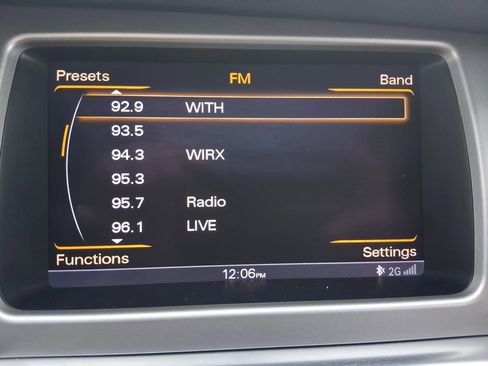 Presets FM Band
92.9 WITH
93.5
94.3 WIRX
95.3
95.7 Radio
96.1 LIVE
Functions Settings
12:06PM 2G